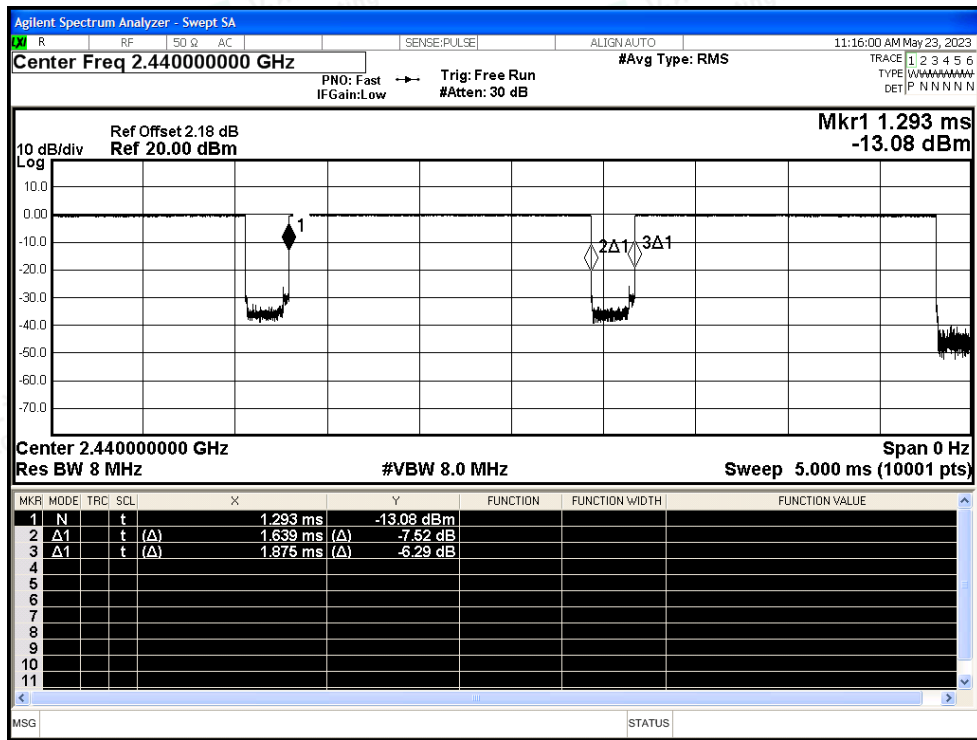 Agilent Spectrum Analyzer - Swept SA
LXI R RF 50 Ω AC SENSE:PULSE ALIGN AUTO 11:16:00 AM May 23, 2023
Center Freq 2.440000000 GHz
#Avg Type: RMS
TRACE 1 2 3 4 5 6
PNO: Fast Trig: Free Run
TYPE
IFGain:Low #Atten: 30 dB
DET P N N N N N
Mkr1 1.293 ms
Ref Offset 2.18 dB
10 dB/div Ref 20.00 dBm -13.08 dBm
Log
10.0
0.00
1
-10.0
2Δ1 3Δ1
-20.0
-30.0
-40.0
-50.0
-60.0
-70.0
Center 2.440000000 GHz Span 0 Hz
Res BW 8 MHz #VBW 8.0 MHz Sweep 5.000 ms (10001 pts)
MKR MODE TRC SCL X Y FUNCTION FUNCTION WIDTH FUNCTION VALUE
1 N t 1.293 ms -13.08 dBm
2 Δ1 t (Δ) 1.639 ms (Δ) -7.52 dB
3 Δ1 t (Δ) 1.875 ms (Δ) -6.29 dB
4
5
6
7
8
9
10
11
MSG STATUS